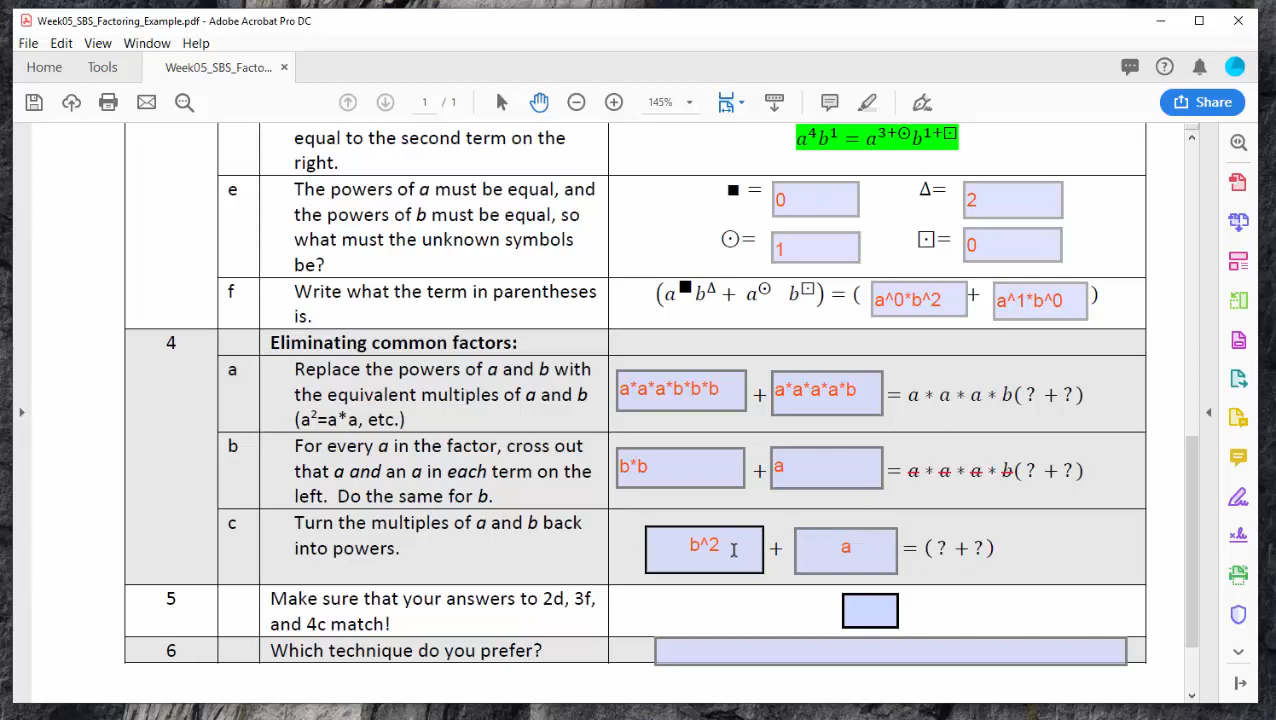 Week05_SBS_Factoring_Example.pdf - Adobe Acrobat Pro DC
File Edit View Window Help
Home Tools Week05_SBS_Facto... ×
1 / 1 145% Share
equal to the second term on the right.
a⁴b¹ = a³⁺⊙b¹⁺⊡
e The powers of a must be equal, and
the powers of b must be equal, so
what must the unknown symbols
be?
■ = 0 Δ= 2
⊙= 1 ⊡= 0
f Write what the term in parentheses
is.
(a■bΔ + a⊙ b⊡) = ( a^0*b^2 + a^1*b^0 )
4 Eliminating common factors:
a Replace the powers of a and b with
the equivalent multiples of a and b
(a²=a*a, etc.)
a*a*a*b*b*b + a*a*a*a*b = a * a * a * b(? +?)
b For every a in the factor, cross out
that a and an a in each term on the
left. Do the same for b.
b*b + a = a * a * a * b(? +?)
c Turn the multiples of a and b back
into powers.
b^2 + a = (? +?)
5 Make sure that your answers to 2d, 3f,
and 4c match!
6 Which technique do you prefer?